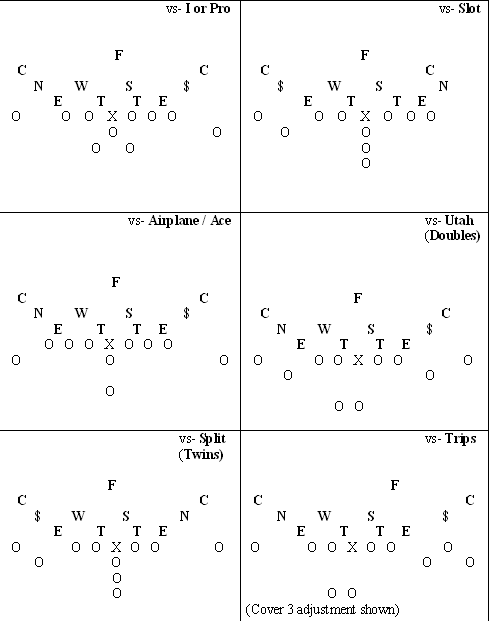 vs- I or Pro
F
C C
N W S $
E T T E
O O O X O O O
O O
O O
vs- Slot
F
C C
$ W S N
E T T E
O O O X O O O
O O
O
O
vs- Airplane / Ace
F
C C
N W S $
E T T E
O O O O X O O O O
O
O
vs- Utah
(Doubles)
F
C C
N W S $
E T T E
O O O X O O O
O O
O O
vs- Split
(Twins)
F
C C
$ W S N
E T T E
O O O X O O O
O O
O
O
vs- Trips
F
C C
N W S $
E T T E
O O O X O O O
O O
O O
(Cover 3 adjustment shown)